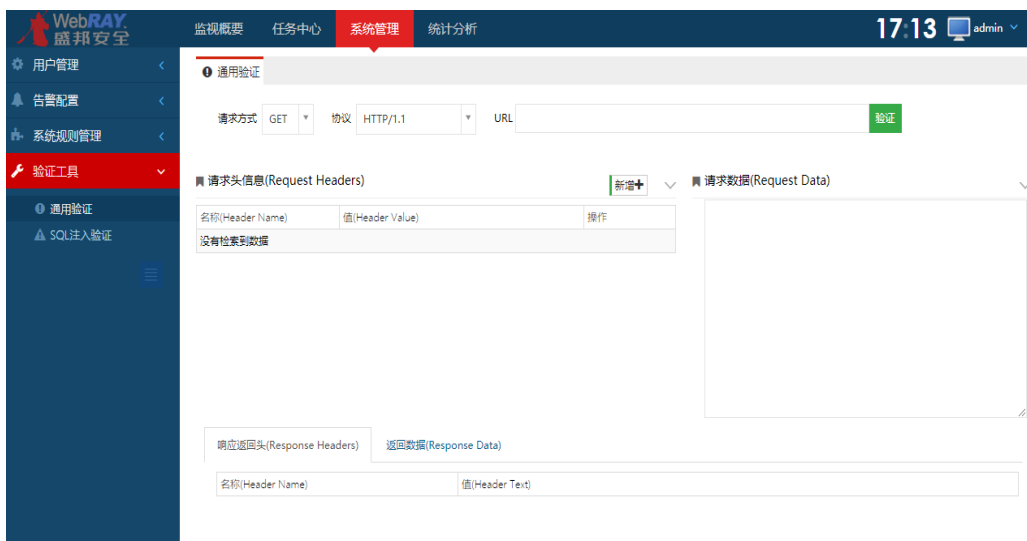 WebRAY.
盛邦安全
监视概要 任务中心 系统管理 统计分析
17:13 admin
用户管理
告警配置
系统规则管理
验证工具
通用验证
SQL注入验证
通用验证
请求方式 GET 协议 HTTP/1.1 URL 验证
请求头信息(Request Headers) 新增
名称(Header Name) 值(Header Value) 操作
没有检索到数据
请求数据(Request Data)
响应返回头(Response Headers) 返回数据(Response Data)
名称(Header Name) 值(Header Text)